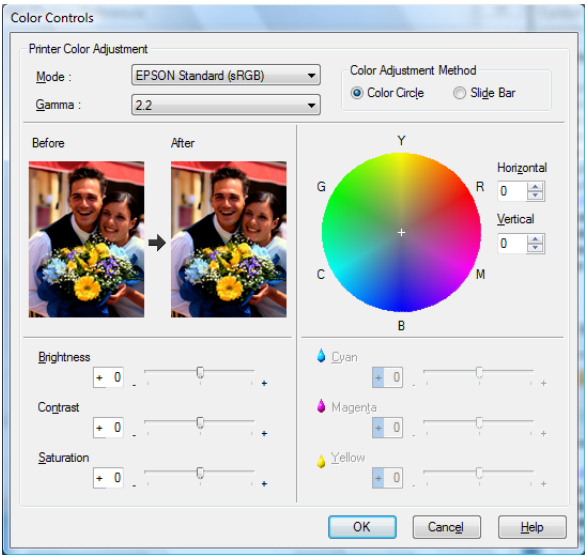 Color Controls
Printer Color Adjustment
Mode : EPSON Standard (sRGB)
Gamma : 2.2
Color Adjustment Method
Color Circle Slide Bar
Before After
Y
G R
C M
B
Horizontal
0
Vertical
0
Brightness
+ 0 - +
Contrast
+ 0 - +
Saturation
+ 0 - +
Cyan
+ 0 - +
Magenta
+ 0 - +
Yellow
+ 0 - +
OK Cancel Help